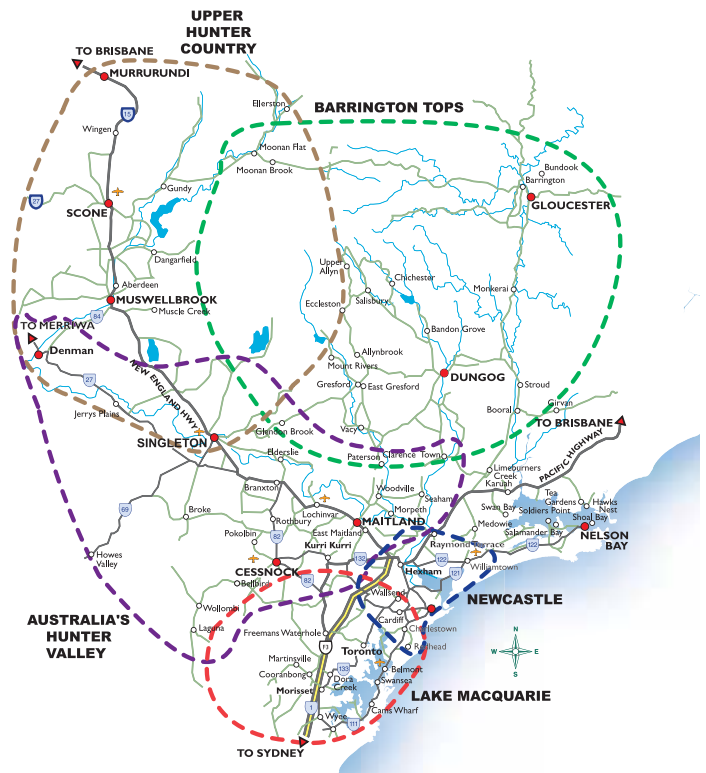 UPPER
HUNTER
COUNTRY
TO BRISBANE
MURRURUNDI
Ellerston
BARRINGTON TOPS
15
Wingen
Moonan Flat
Moonan Brook
Bundook
Barrington
Gundy
27
SCONE
GLOUCESTER
Dangarfield
Upper
Allyn
Chichester
Aberdeen
Monkerai
Salisbury
MUSWELLBROOK
Eccleston
Muscle Creek
84
TO MERRIWA
Bandon Grove
Denman
Allynbrook
Mount Rivers
NEW ENGLAND HWY
27
DUNGOG
Gresford
East Gresford
Stroud
Jerrys Plains
Booral
Girvan
TO BRISBANE
Glendon Brook
Vacy
SINGLETON
Elderslie
Paterson
Clarence Town
PACIFIC HIGHWAY
Limeburners
Creek
Branxton
Karuah
Woodville
Seaham
Tea
Gardens
Hawks
Nest
69
Lochinvar
Morpeth
Swan Bay
Soldiers Point
Broke
Rothbury
MAITLAND
Shoal Bay
Medowie
Salamander Bay
Pokolbin
82
East Maitland
NELSON
BAY
Kurri Kurri
Raymond Terrace
122
Howes
Valley
132
122
Williamtown
CESSNOCK
Hexham
121
Bellbird
82
Wallsend
NEWCASTLE
Wollombi
Cardiff
AUSTRALIA'S
HUNTER
VALLEY
Laguna
Charlestown
Freemans Waterhole
Redhead
F3
Toronto
W N E S
Martinsville
133
Belmont
Cooranbong
Dora
Creek
Swansea
Morisset
LAKE MACQUARIE
1
Cams Wharf
Wyee
111
TO SYDNEY